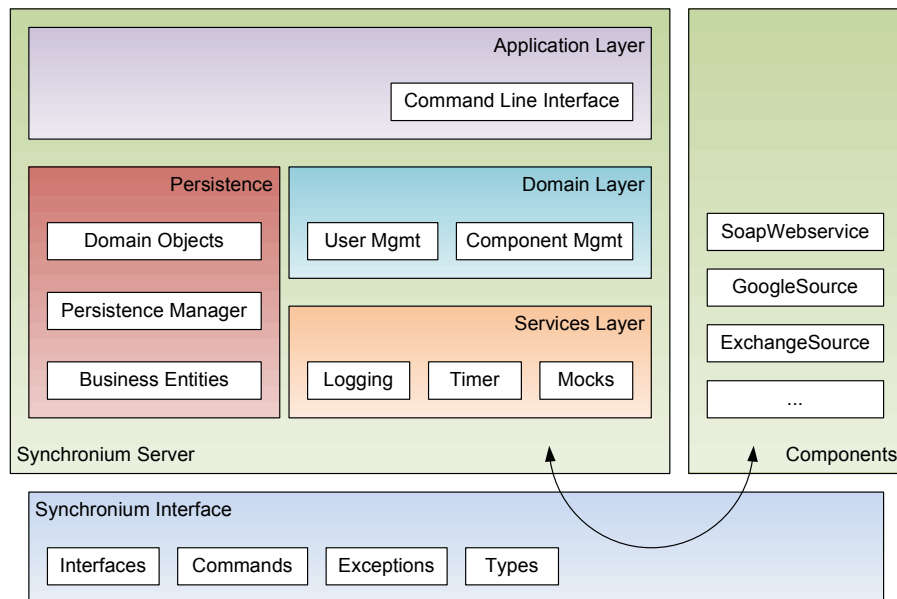 Application Layer
Command Line Interface
Persistence
Domain Objects
Persistence Manager
Business Entities
Domain Layer
User Mgmt
Component Mgmt
Services Layer
Logging
Timer
Mocks
Synchronium Server
SoapWebservice
GoogleSource
ExchangeSource
...
Components
Synchronium Interface
Interfaces
Commands
Exceptions
Types